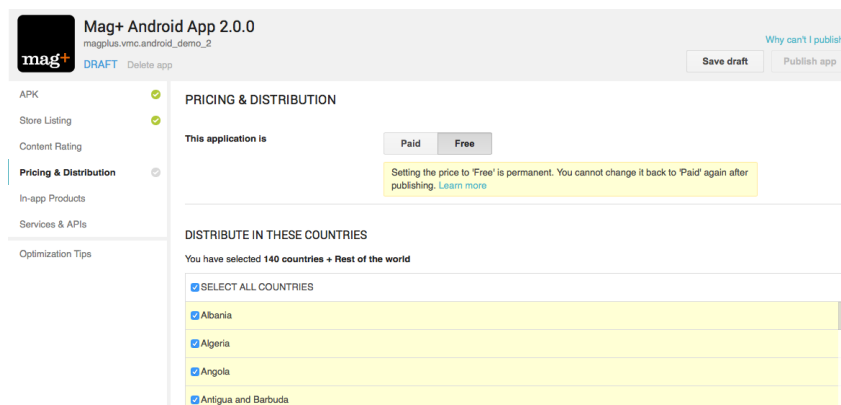 Mag+ Android App 2.0.0
magplus.vmc.android_demo_2
mag+
DRAFT Delete app
Why can't I publish
Save draft
Publish app
APK
Store Listing
Content Rating
Pricing & Distribution
In-app Products
Services & APIs
Optimization Tips
PRICING & DISTRIBUTION
This application is
Paid
Free
Setting the price to 'Free' is permanent. You cannot change it back to 'Paid' again after
publishing. Learn more
DISTRIBUTE IN THESE COUNTRIES
You have selected 140 countries + Rest of the world
SELECT ALL COUNTRIES
Albania
Algeria
Angola
Antigua and Barbuda